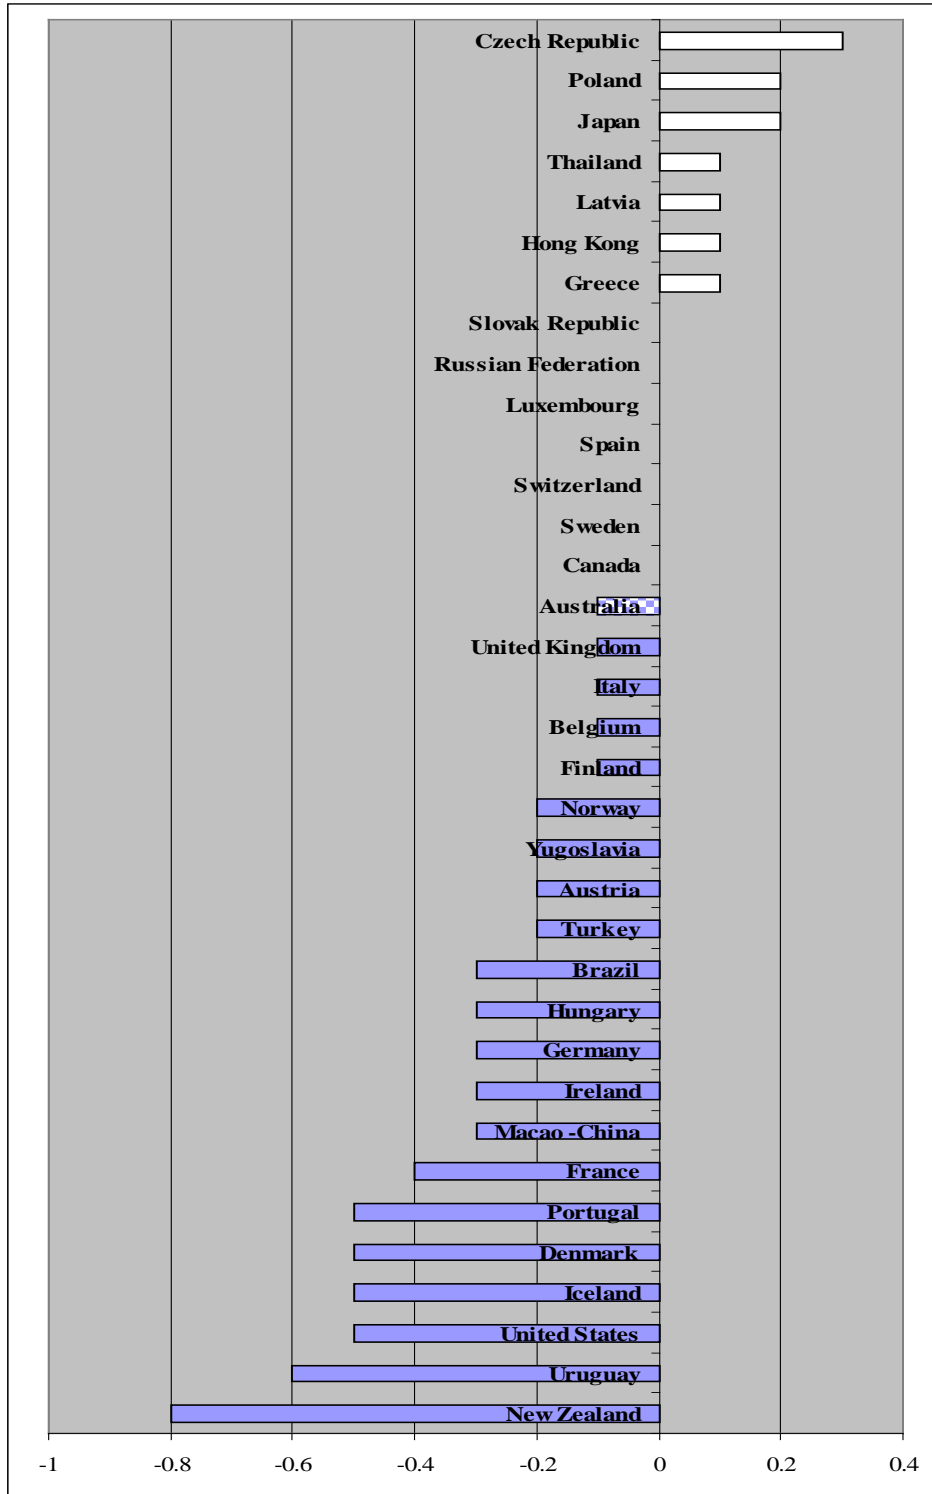 Czech Republic
Poland
Japan
Thailand
Latvia
Hong Kong
Greece
Slovak Republic
Russian Federation
Luxembourg
Spain
Switzerland
Sweden
Canada
Australia
United Kingdom
Italy
Belgium
Finland
Norway
Yugoslavia
Austria
Turkey
Brazil
Hungary
Germany
Ireland
Macao -China
France
Portugal
Denmark
Iceland
United States
Uruguay
New Zealand
-1 -0.8 -0.6 -0.4 -0.2 0 0.2 0.4